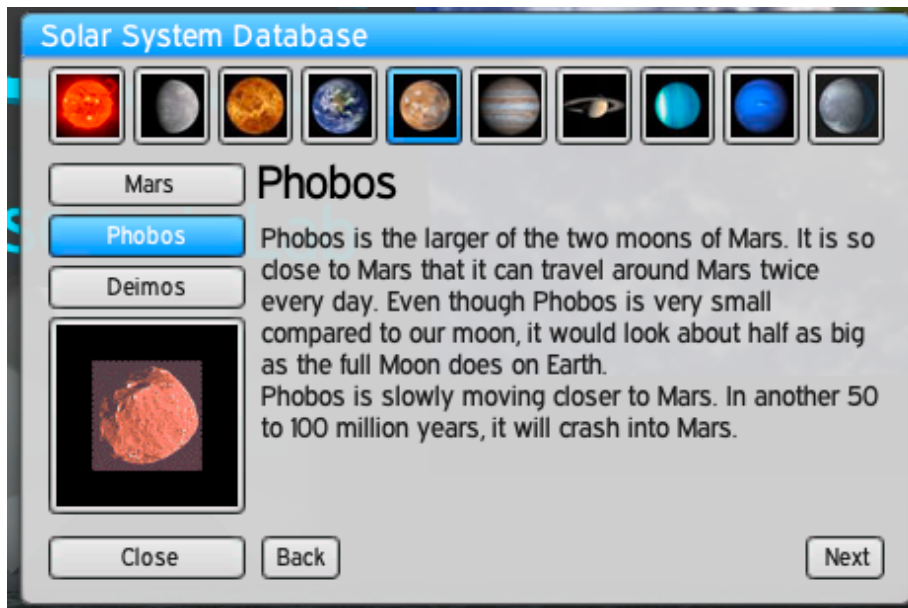 Solar System Database
Mars
Phobos
Deimos
Phobos
Phobos is the larger of the two moons of Mars. It is so
close to Mars that it can travel around Mars twice
every day. Even though Phobos is very small
compared to our moon, it would look about half as big
as the full Moon does on Earth.
Phobos is slowly moving closer to Mars. In another 50
to 100 million years, it will crash into Mars.
Close
Back
Next